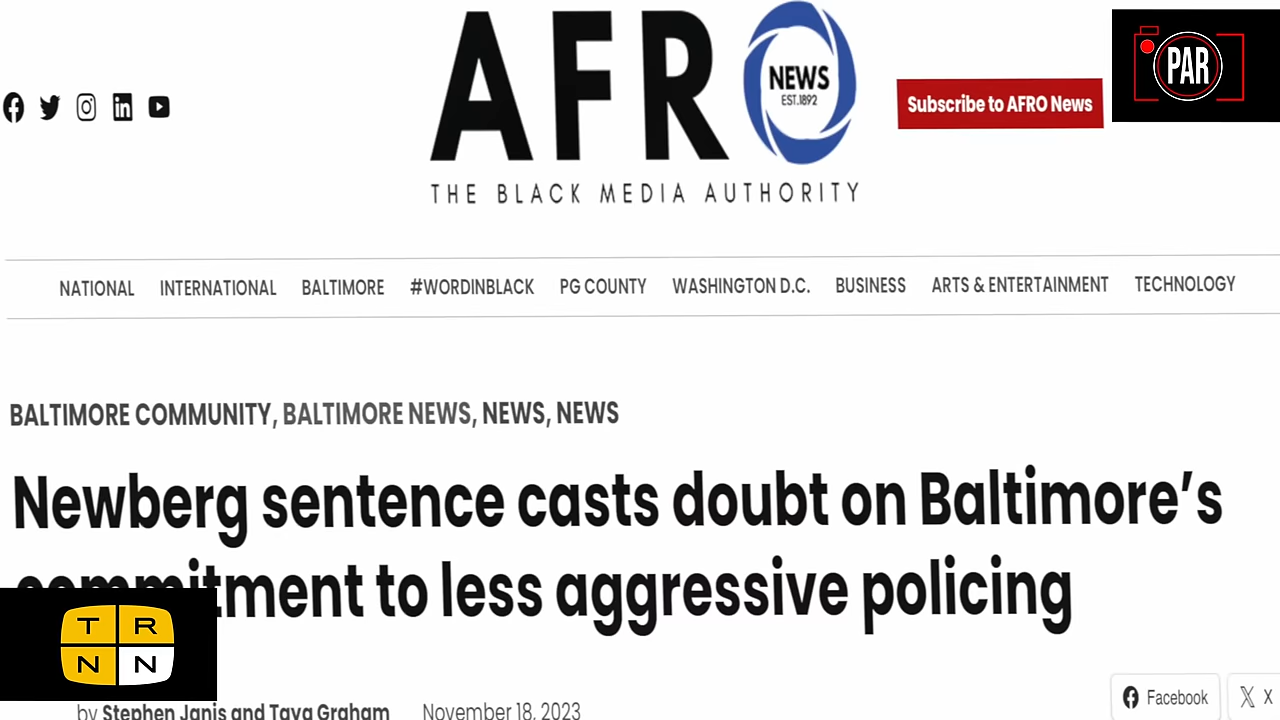 AFRO
NEWS
EST.1892
THE BLACK MEDIA AUTHORITY
Subscribe to AFRO News
PAR
NATIONAL INTERNATIONAL BALTIMORE #WORDINBLACK PG COUNTY WASHINGTON D.C. BUSINESS ARTS & ENTERTAINMENT TECHNOLOGY
BALTIMORE COMMUNITY, BALTIMORE NEWS, NEWS, NEWS
Newberg sentence casts doubt on Baltimore’s
commitment to less aggressive policing
T R
N N
by Stephen Janis and Taya Graham November 18, 2023
Facebook X